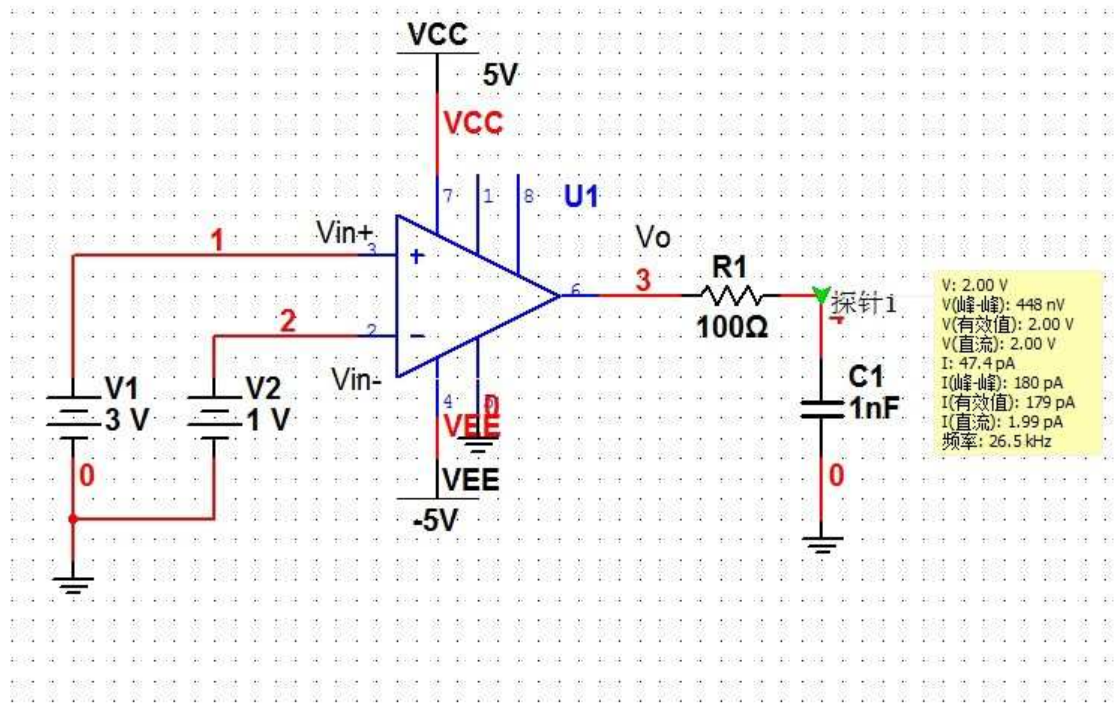 VCC
5V
VCC
7
1
8
U1
Vin+
3
1
+
Vo
3
6
R1
100Ω
探针i
V: 2.00 V
V(峰-峰): 448 nV
V(有效值): 2.00 V
V(直流): 2.00 V
I: 47.4 pA
I(峰-峰): 180 pA
I(有效值): 179 pA
I(直流): 1.99 pA
频率: 26.5 kHz
2
2
−
Vin-
V1
3 V
V2
1 V
4
0
VEE
VEE
-5V
C1
1nF
0
0